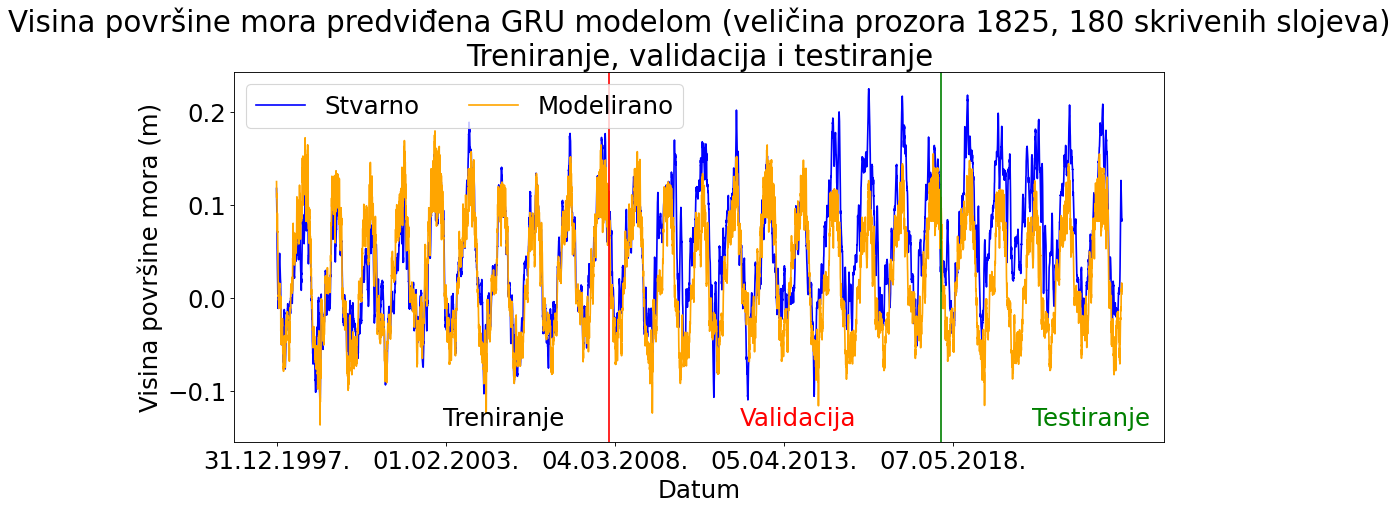 Visina površine mora predviđena GRU modelom (veličina prozora 1825, 180 skrivenih slojeva)
Treniranje, validacija i testiranje
Stvarno
Modelirano
Visina površine mora (m)
0.2
0.1
0.0
−0.1
Treniranje
Validacija
Testiranje
31.12.1997.
01.02.2003.
04.03.2008.
05.04.2013.
07.05.2018.
Datum